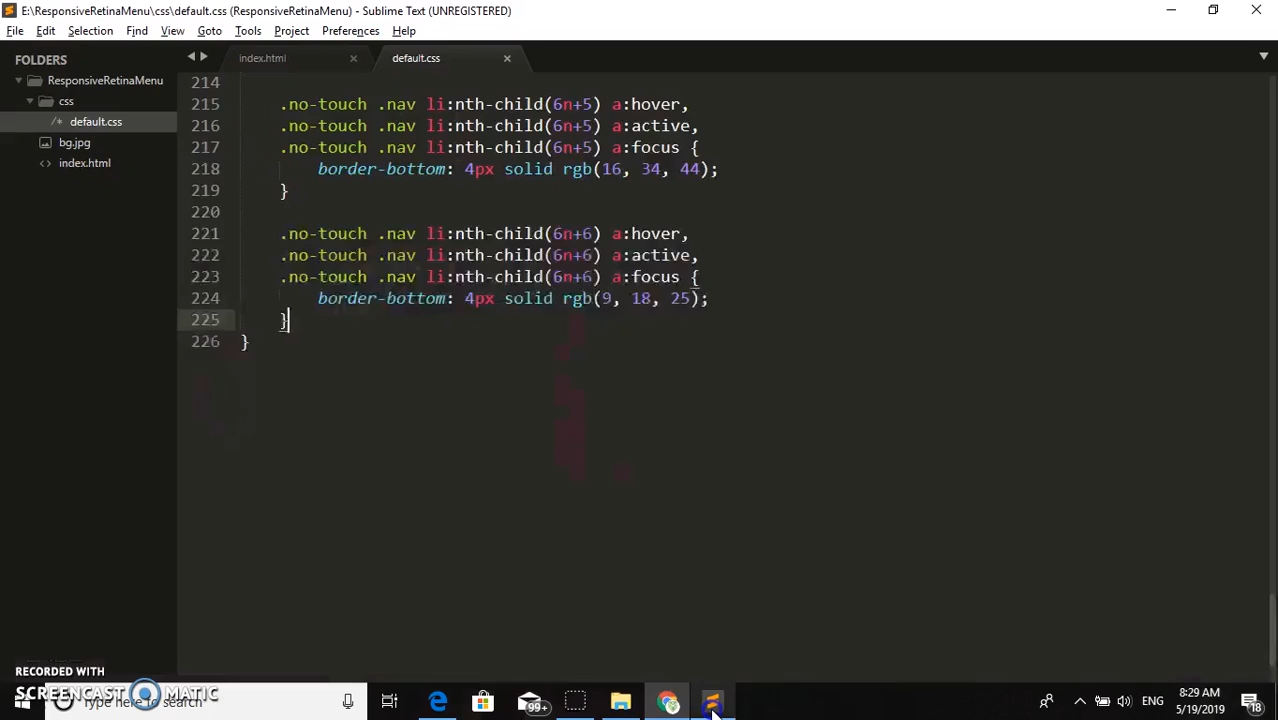 E:\ResponsiveRetinaMenu\css\default.css (ResponsiveRetinaMenu) - Sublime Text (UNREGISTERED)
File Edit Selection Find View Goto Tools Project Preferences Help
FOLDERS
ResponsiveRetinaMenu
css
/* default.css
bg.jpg
<> index.html
index.html
default.css
214
215 .no-touch .nav li:nth-child(6n+5) a:hover,
216 .no-touch .nav li:nth-child(6n+5) a:active,
217 .no-touch .nav li:nth-child(6n+5) a:focus {
218 border-bottom: 4px solid rgb(16, 34, 44);
219 }
220
221 .no-touch .nav li:nth-child(6n+6) a:hover,
222 .no-touch .nav li:nth-child(6n+6) a:active,
223 .no-touch .nav li:nth-child(6n+6) a:focus {
224 border-bottom: 4px solid rgb(9, 18, 25);
225 }
226 }
RECORDED WITH
SCREENCAST MATIC
Type here to search
99+
ENG
8:29 AM
5/19/2019
18